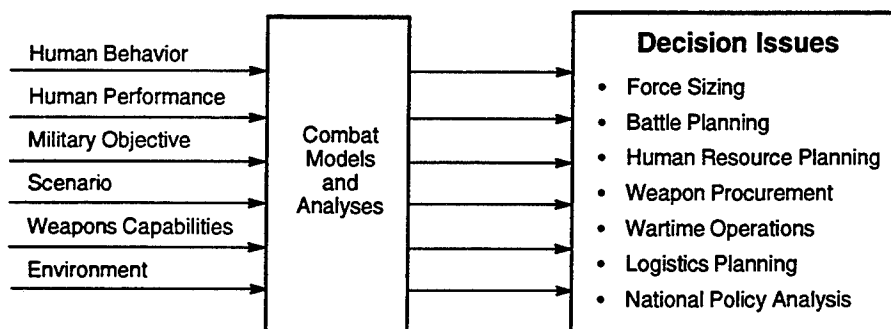 Human Behavior
Human Performance
Military Objective
Scenario
Weapons Capabilities
Environment
Combat
Models
and
Analyses
Decision Issues
• Force Sizing
• Battle Planning
• Human Resource Planning
• Weapon Procurement
• Wartime Operations
• Logistics Planning
• National Policy Analysis